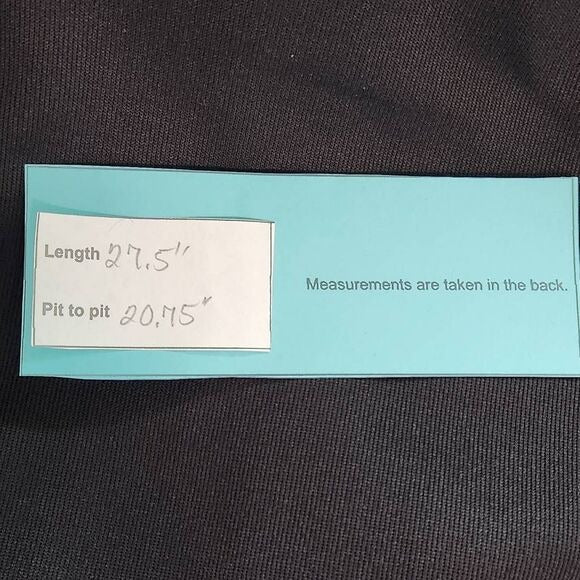 Length 27.5"
Pit to pit 20.75"
Measurements are taken in the back.